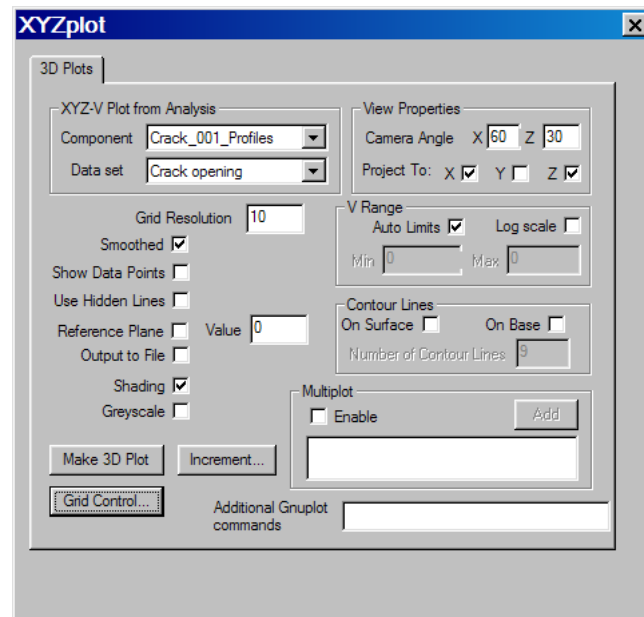 XYZplot
3D Plots
XYZ-V Plot from Analysis
Component Crack_001_Profiles
Data set Crack opening
View Properties
Camera Angle X 60 Z 30
Project To: X Y Z
Grid Resolution 10
Smoothed
Show Data Points
Use Hidden Lines
Reference Plane Value 0
Output to File
Shading
Greyscale
V Range
Auto Limits Log scale
Min 0 Max 0
Contour Lines
On Surface On Base
Number of Contour Lines 9
Multiplot
Enable Add
Make 3D Plot Increment...
Grid Control...
Additional Gnuplot
commands